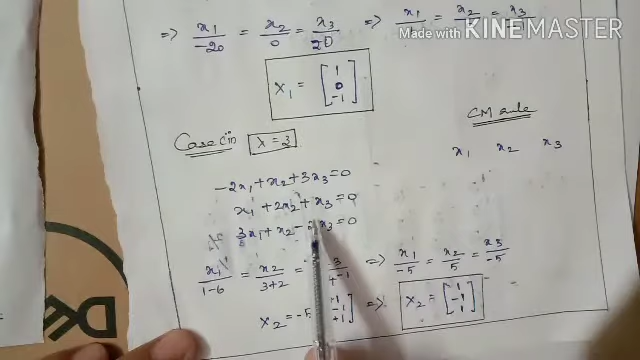 => x1/-20 = x2/0 = x3/20 => x1/ = x2/ = x3/
Made with KINEMASTER
X1 = [1 0 -1]
Case (ii) λ = 3
CM rule
x1 x2 x3
-2x1 + x2 + 3x3 = 0
x1 + 2x2 + x3 = 0
3x1 + x2 - x3 = 0
x1/1-6 = x2/3+2 = => x1/-5 = x2/5 = x3/-5
X2 = -5 => X2 = [1 -1 1]